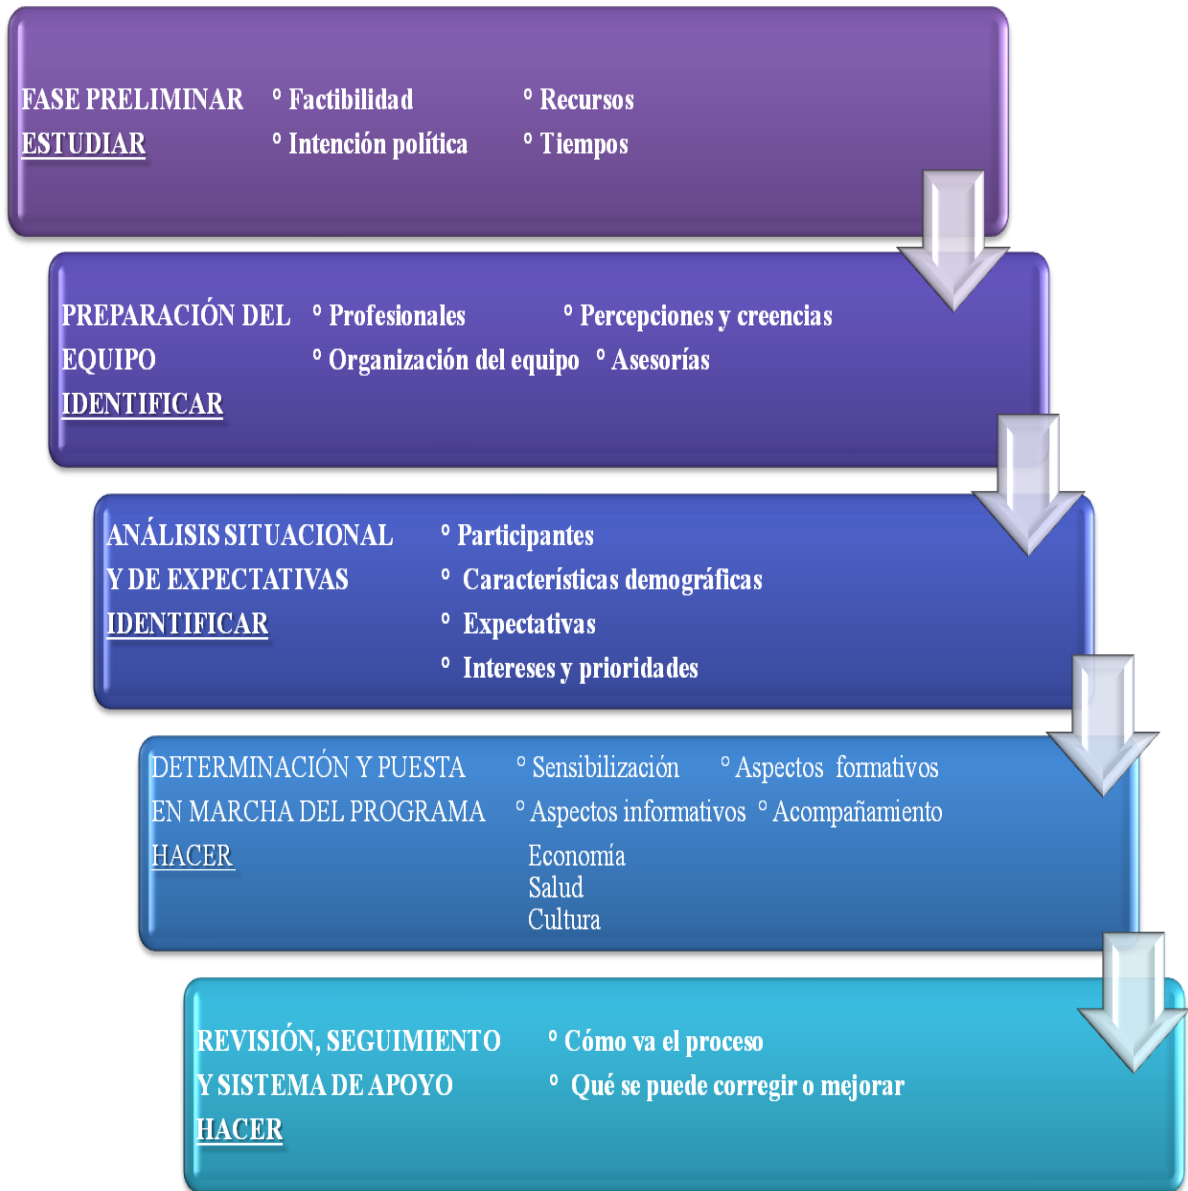 FASE PRELIMINAR ° Factibilidad ° Recursos
ESTUDIAR ° Intención política ° Tiempos
PREPARACIÓN DEL ° Profesionales ° Percepciones y creencias
EQUIPO ° Organización del equipo ° Asesorías
IDENTIFICAR
ANÁLISIS SITUACIONAL ° Participantes
Y DE EXPECTATIVAS ° Características demográficas
IDENTIFICAR ° Expectativas
° Intereses y prioridades
DETERMINACIÓN Y PUESTA ° Sensibilización ° Aspectos formativos
EN MARCHA DEL PROGRAMA ° Aspectos informativos ° Acompañamiento
HACER Economía
Salud
Cultura
REVISIÓN, SEGUIMIENTO ° Cómo va el proceso
Y SISTEMA DE APOYO ° Qué se puede corregir o mejorar
HACER